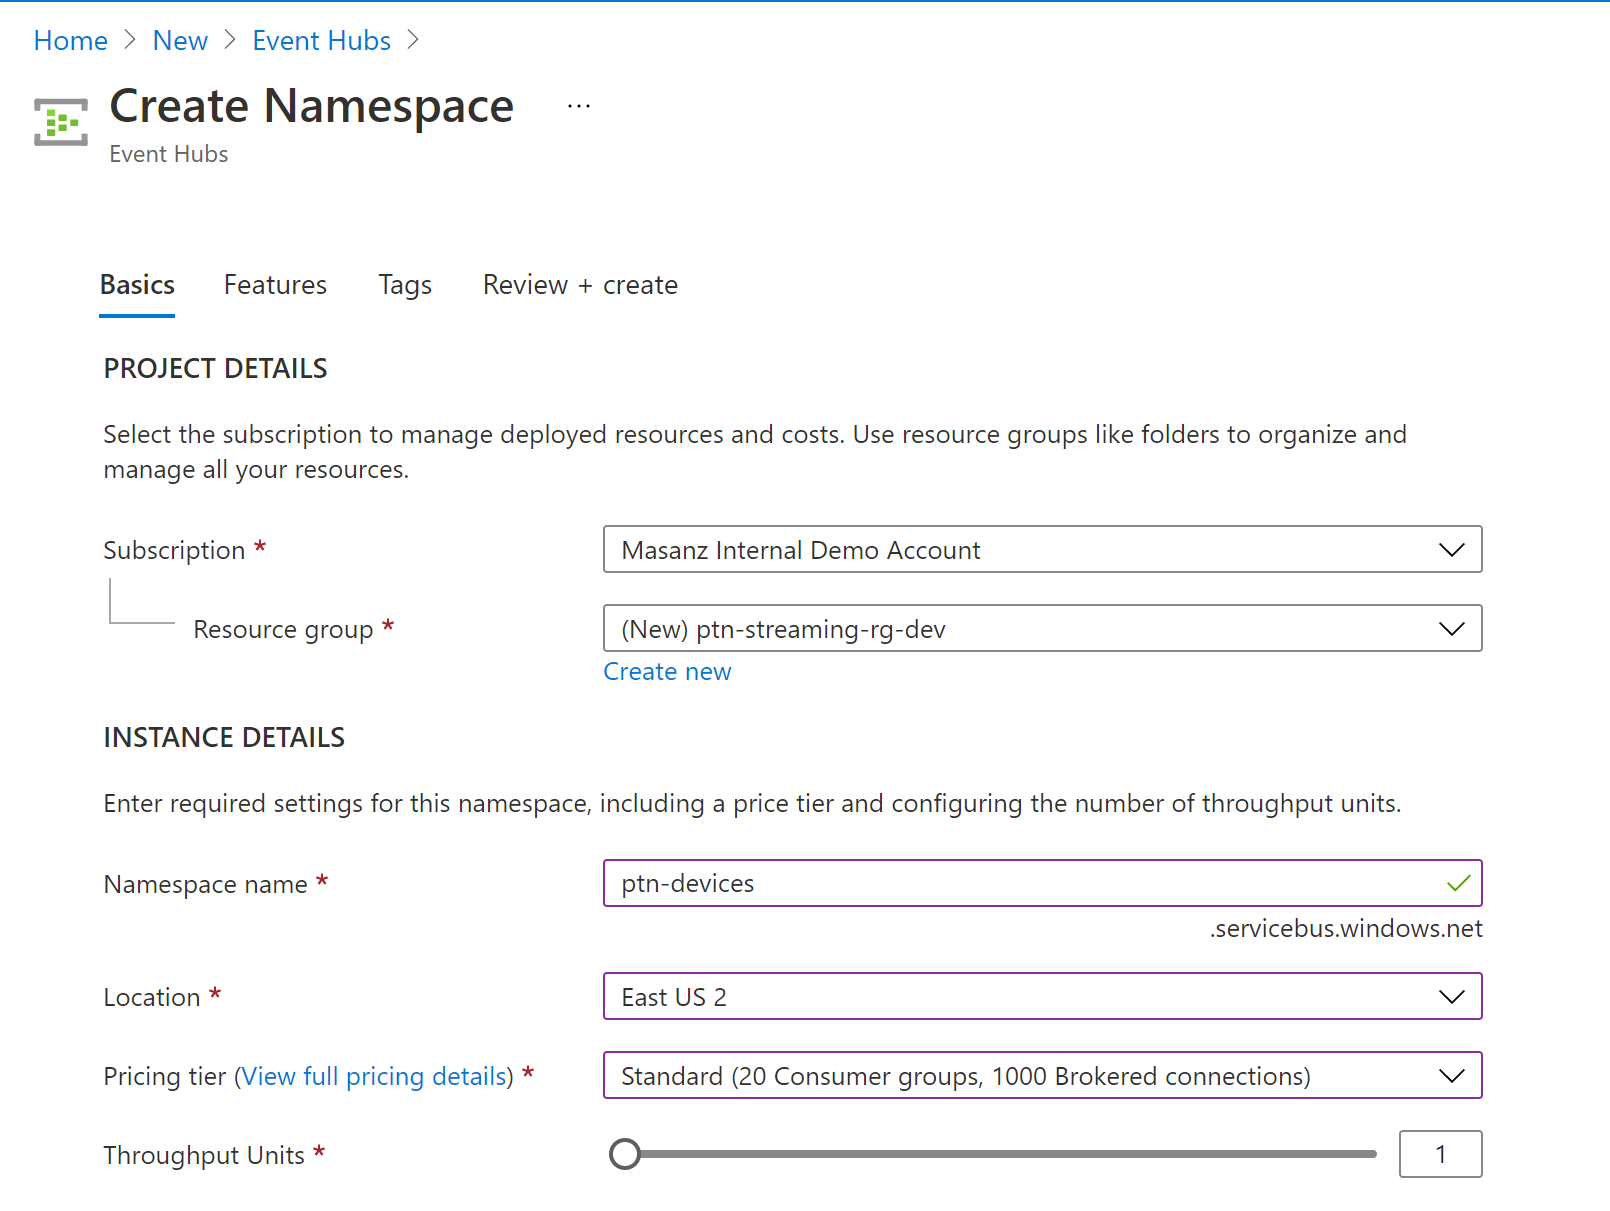 Home > New > Event Hubs >
Create Namespace ...
Event Hubs
Basics Features Tags Review + create
PROJECT DETAILS
Select the subscription to manage deployed resources and costs. Use resource groups like folders to organize and
manage all your resources.
Subscription * Masanz Internal Demo Account
Resource group * (New) ptn-streaming-rg-dev
Create new
INSTANCE DETAILS
Enter required settings for this namespace, including a price tier and configuring the number of throughput units.
Namespace name * ptn-devices
.servicebus.windows.net
Location * East US 2
Pricing tier (View full pricing details) * Standard (20 Consumer groups, 1000 Brokered connections)
Throughput Units * 1